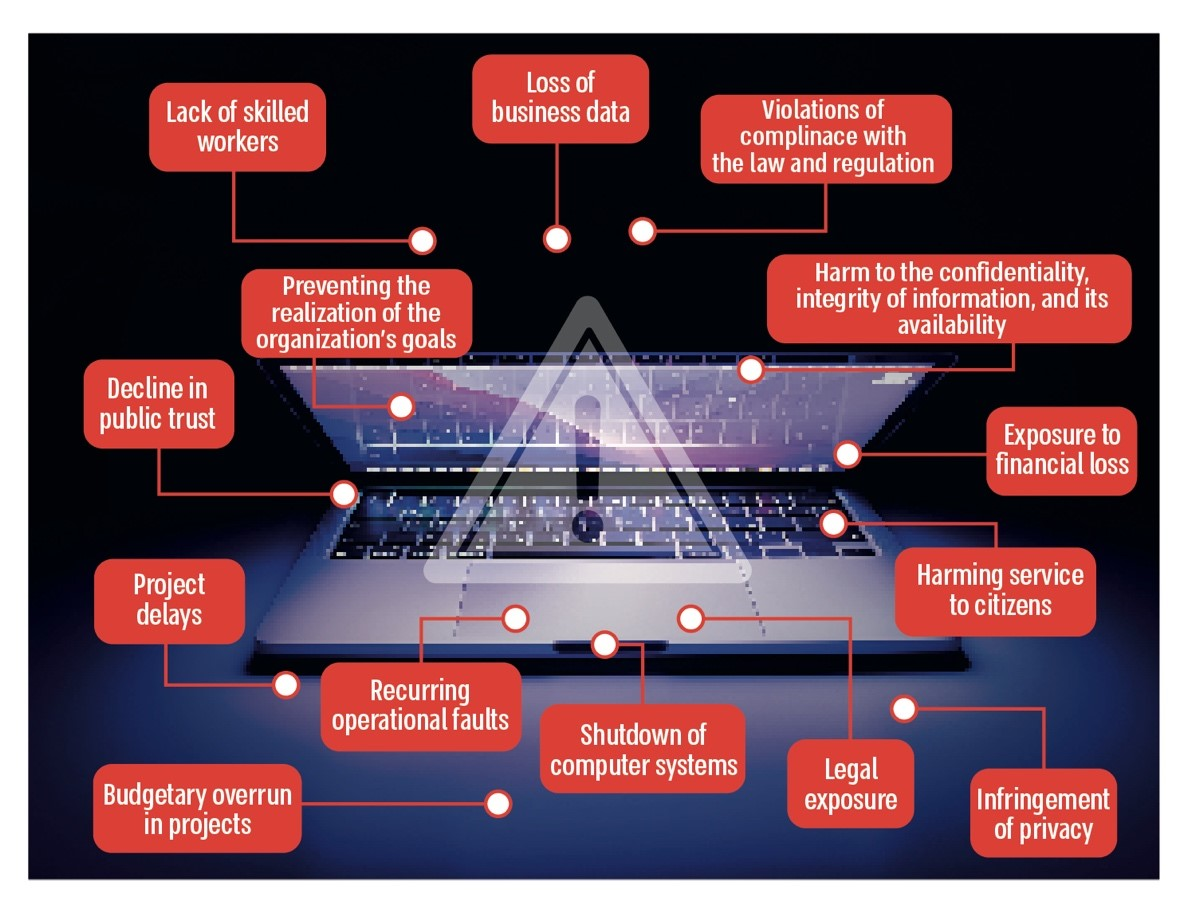 Lack of skilled
workers
Loss of
business data
Violations of
complinace with
the law and regulation
Preventing the
realization of the
organization's goals
Harm to the confidentiality,
integrity of information, and its
availability
Decline in
public trust
Exposure to
financial loss
Harming service
to citizens
Project
delays
Recurring
operational faults
Shutdown of
computer systems
Legal
exposure
Infringement
of privacy
Budgetary overrun
in projects